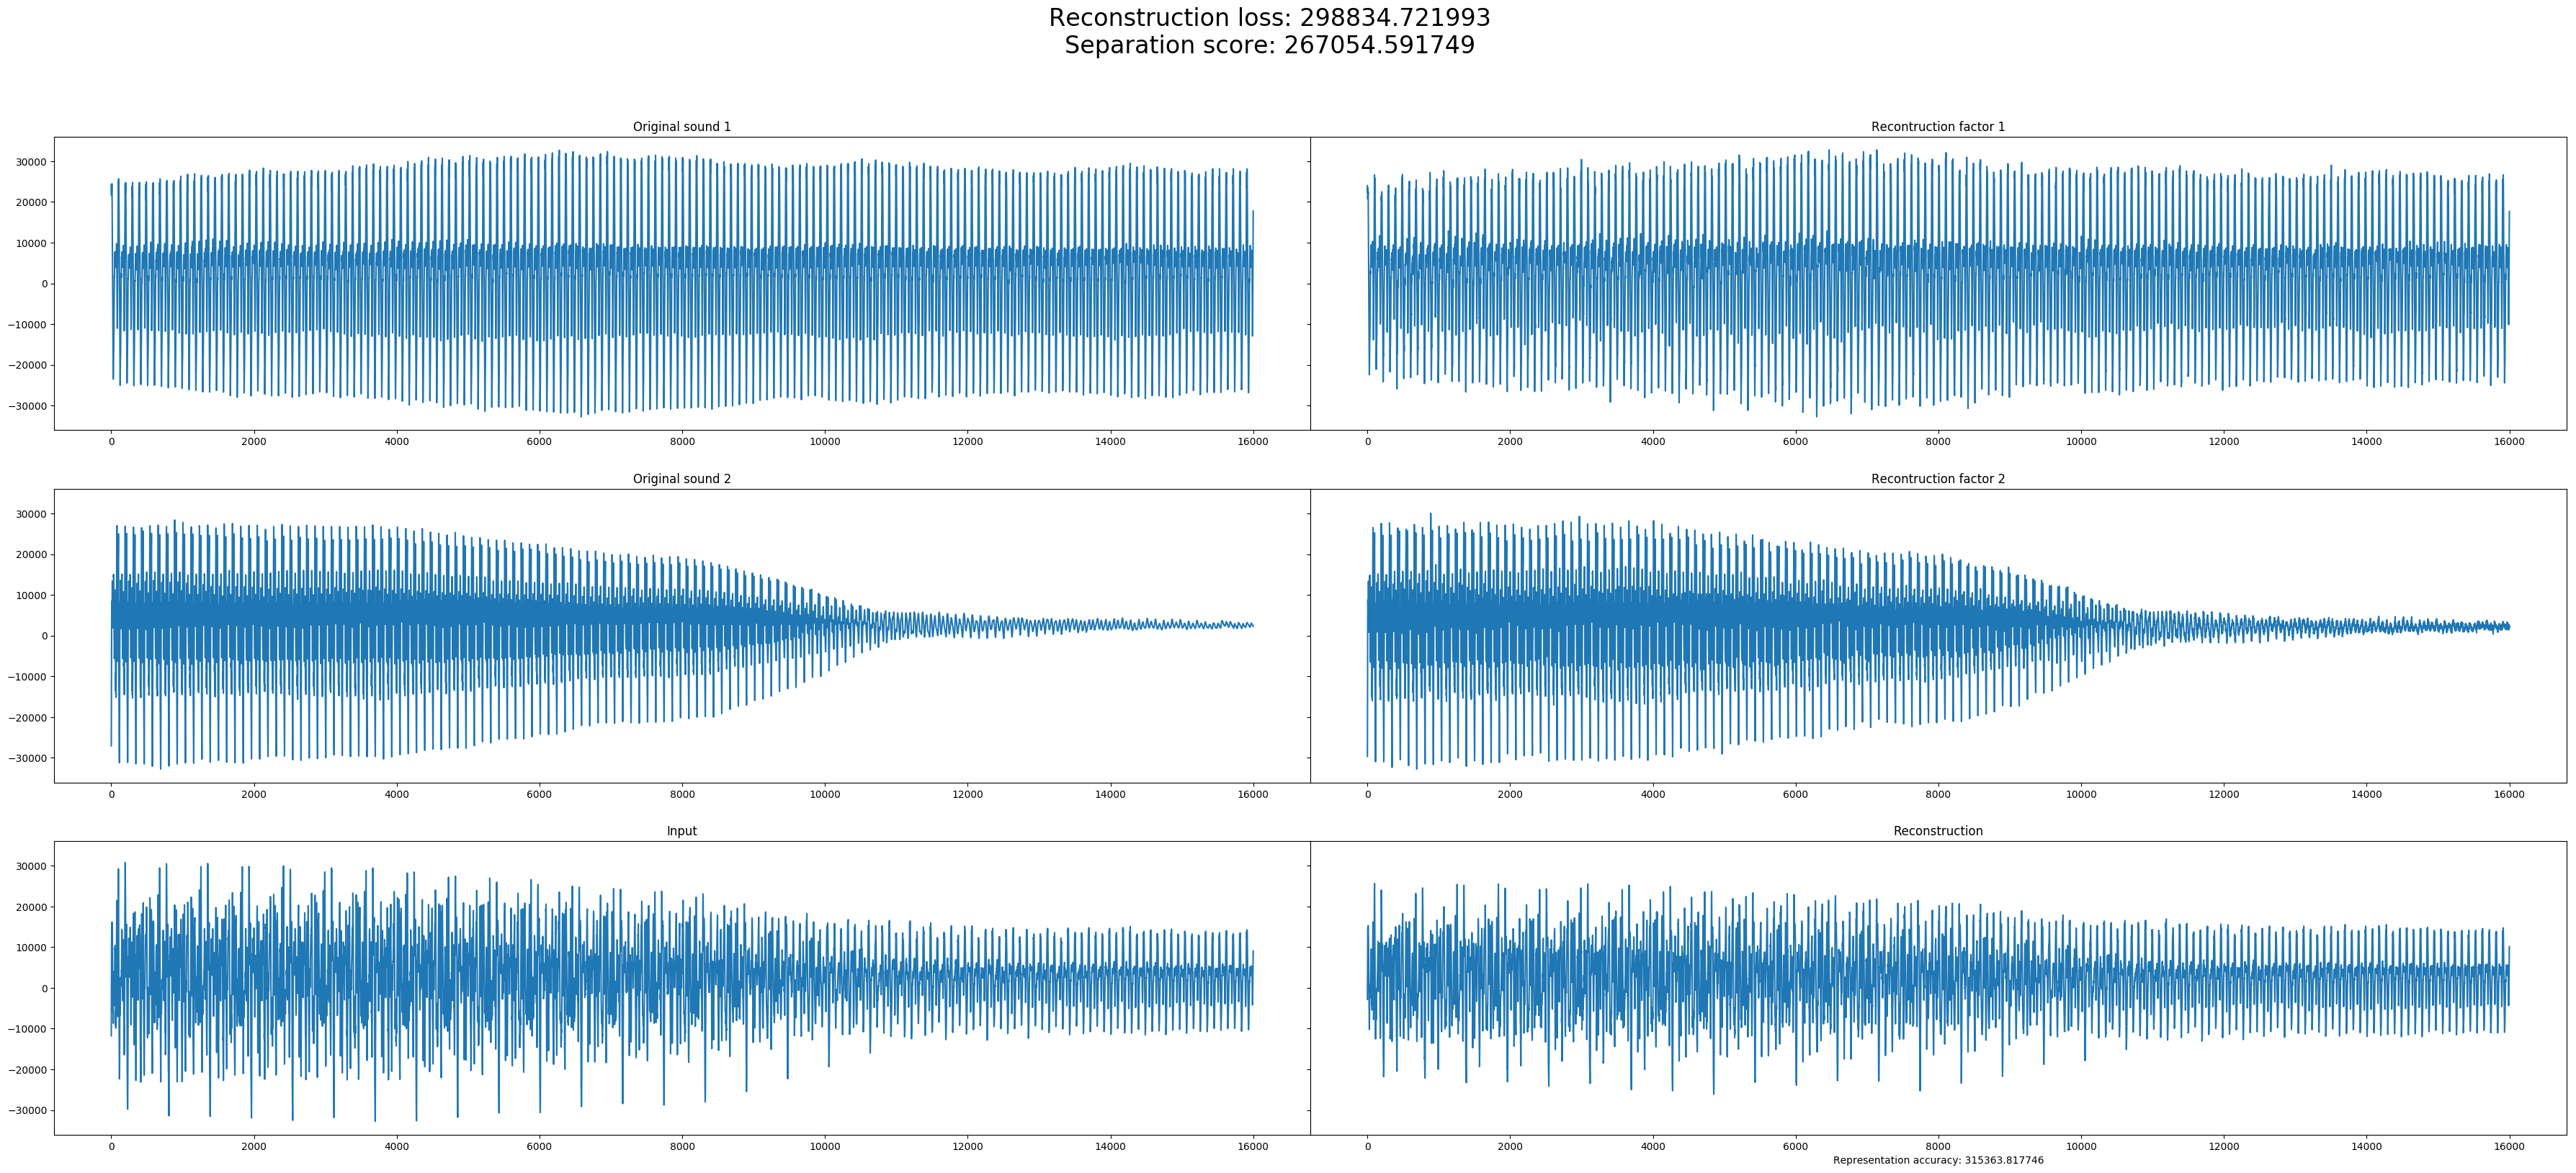 Reconstruction loss: 298834.721993
Separation score: 267054.591749
Original sound 1
Recontruction factor 1
30000
20000
10000
0
−10000
−20000
−30000
0 2000 4000 6000 8000 10000 12000 14000 16000
0 2000 4000 6000 8000 10000 12000 14000 16000
Original sound 2
Recontruction factor 2
30000
20000
10000
0
−10000
−20000
−30000
0 2000 4000 6000 8000 10000 12000 14000 16000
0 2000 4000 6000 8000 10000 12000 14000 16000
Input
Reconstruction
30000
20000
10000
0
−10000
−20000
−30000
0 2000 4000 6000 8000 10000 12000 14000 16000
0 2000 4000 6000 8000 10000 12000 14000 16000
Representation accuracy: 315363.817746